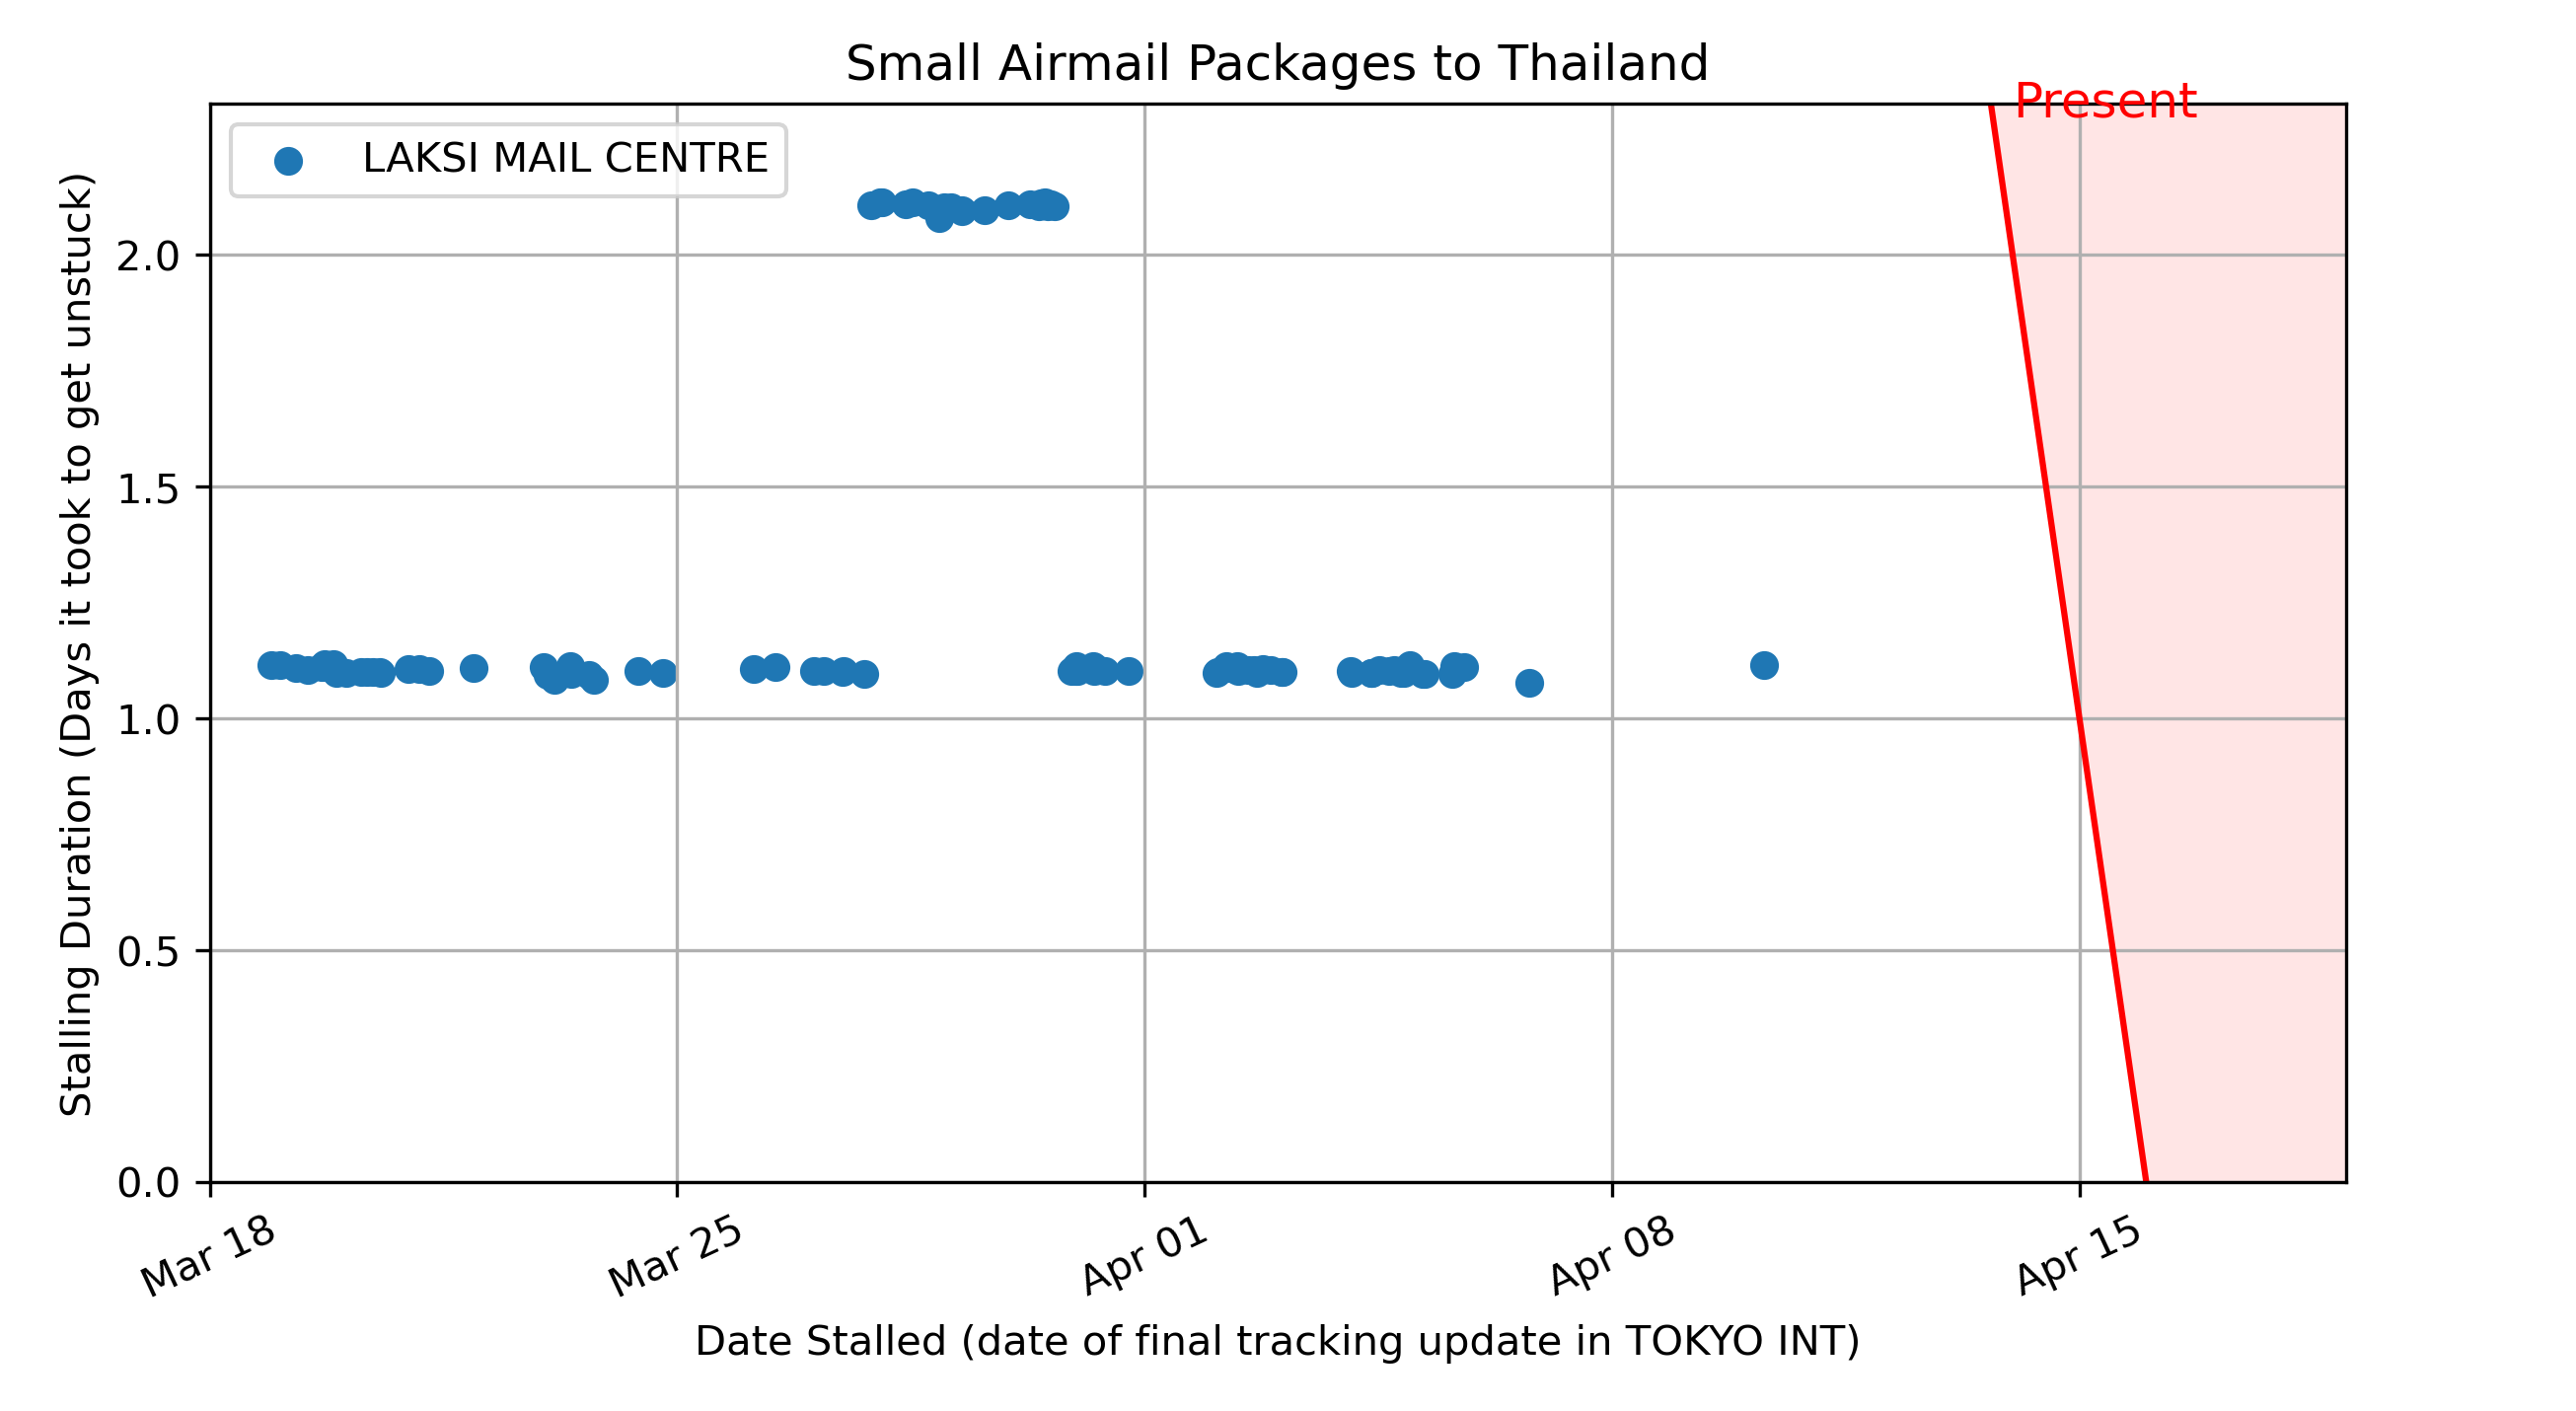 Small Airmail Packages to Thailand
Present
LAKSI MAIL CENTRE
Stalling Duration (Days it took to get unstuck)
2.0
1.5
1.0
0.5
0.0
Mar 18
Mar 25
Apr 01
Apr 08
Apr 15
Date Stalled (date of final tracking update in TOKYO INT)